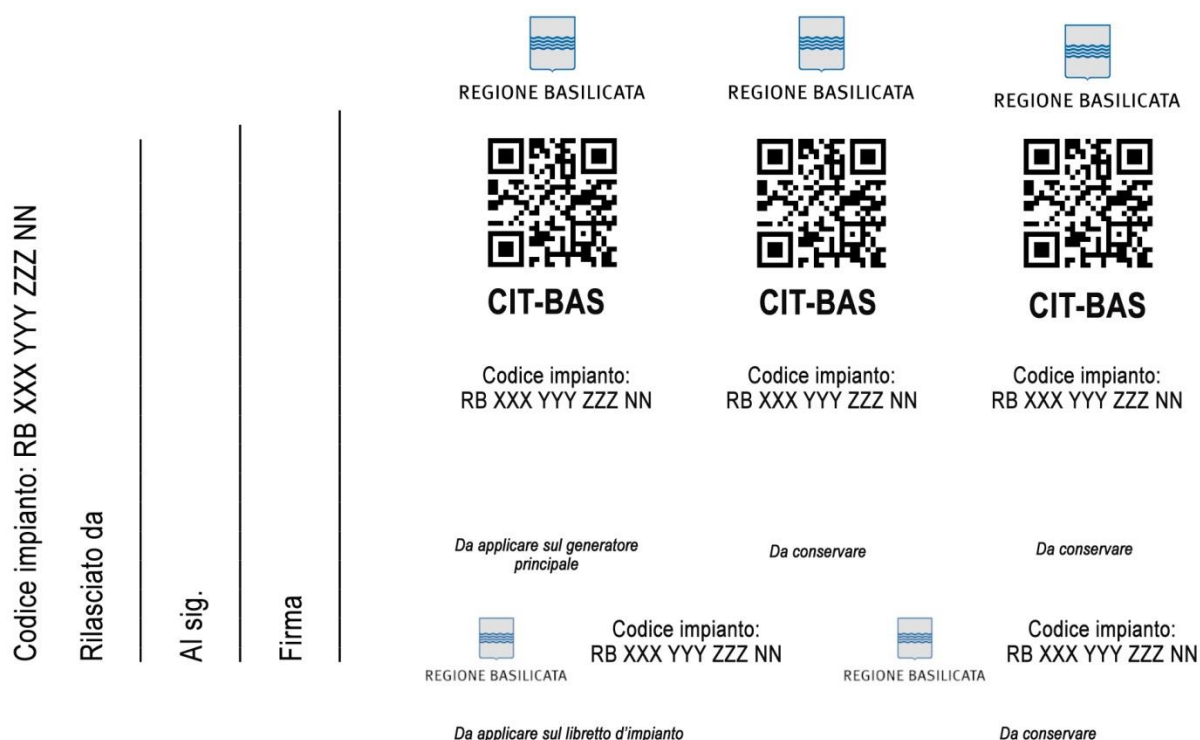 Codice impianto: RB XXX YYY ZZZ NN
Rilasciato da
Al sig.
Firma
REGIONE BASILICATA
CIT-BAS
Codice impianto:
RB XXX YYY ZZZ NN
Da applicare sul generatore
principale
REGIONE BASILICATA
CIT-BAS
Codice impianto:
RB XXX YYY ZZZ NN
Da conservare
REGIONE BASILICATA
CIT-BAS
Codice impianto:
RB XXX YYY ZZZ NN
Da conservare
REGIONE BASILICATA
Codice impianto:
RB XXX YYY ZZZ NN
Da applicare sul libretto d'impianto
REGIONE BASILICATA
Codice impianto:
RB XXX YYY ZZZ NN
Da conservare